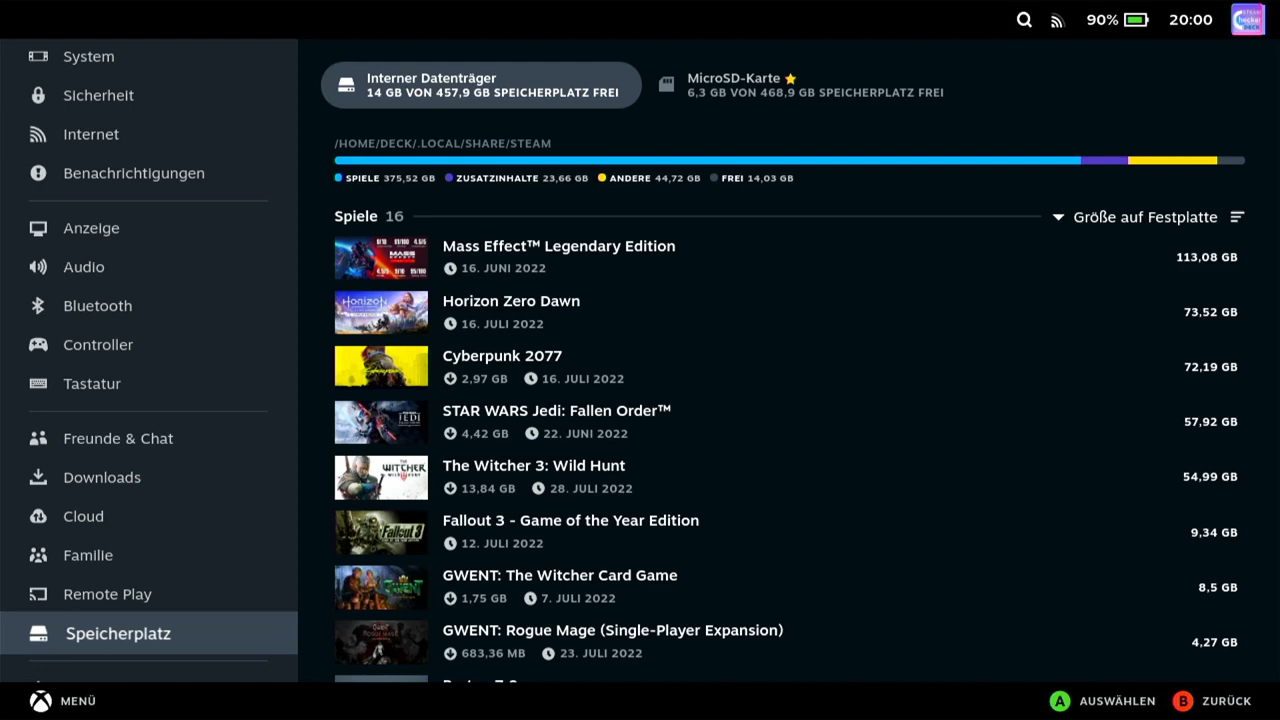 90% 20:00
System
Sicherheit
Internet
Benachrichtigungen
Anzeige
Audio
Bluetooth
Controller
Tastatur
Freunde & Chat
Downloads
Cloud
Familie
Remote Play
Speicherplatz
Interner Datenträger
14 GB VON 457,9 GB SPEICHERPLATZ FREI
MicroSD-Karte
6,3 GB VON 468,9 GB SPEICHERPLATZ FREI
/HOME/DECK/.LOCAL/SHARE/STEAM
SPIELE 375,52 GB ZUSATZINHALTE 23,66 GB ANDERE 44,72 GB FREI 14,03 GB
Spiele 16 Größe auf Festplatte
Mass Effect™ Legendary Edition
16. JUNI 2022
113,08 GB
Horizon Zero Dawn
16. JULI 2022
73,52 GB
Cyberpunk 2077
2,97 GB 16. JULI 2022
72,19 GB
STAR WARS Jedi: Fallen Order™
4,42 GB 22. JUNI 2022
57,92 GB
The Witcher 3: Wild Hunt
13,84 GB 28. JULI 2022
54,99 GB
Fallout 3 - Game of the Year Edition
12. JULI 2022
9,34 GB
GWENT: The Witcher Card Game
1,75 GB 7. JULI 2022
8,5 GB
GWENT: Rogue Mage (Single-Player Expansion)
683,36 MB 23. JULI 2022
4,27 GB
MENÜ
A AUSWÄHLEN B ZURÜCK